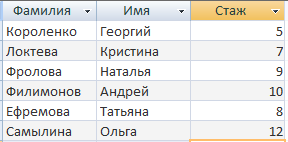 Фамилия Имя Стаж
Короленко Георгий 5
Локтева Кристина 7
Фролова Наталья 9
Филимонов Андрей 10
Ефремова Татьяна 8
Самылина Ольга 12